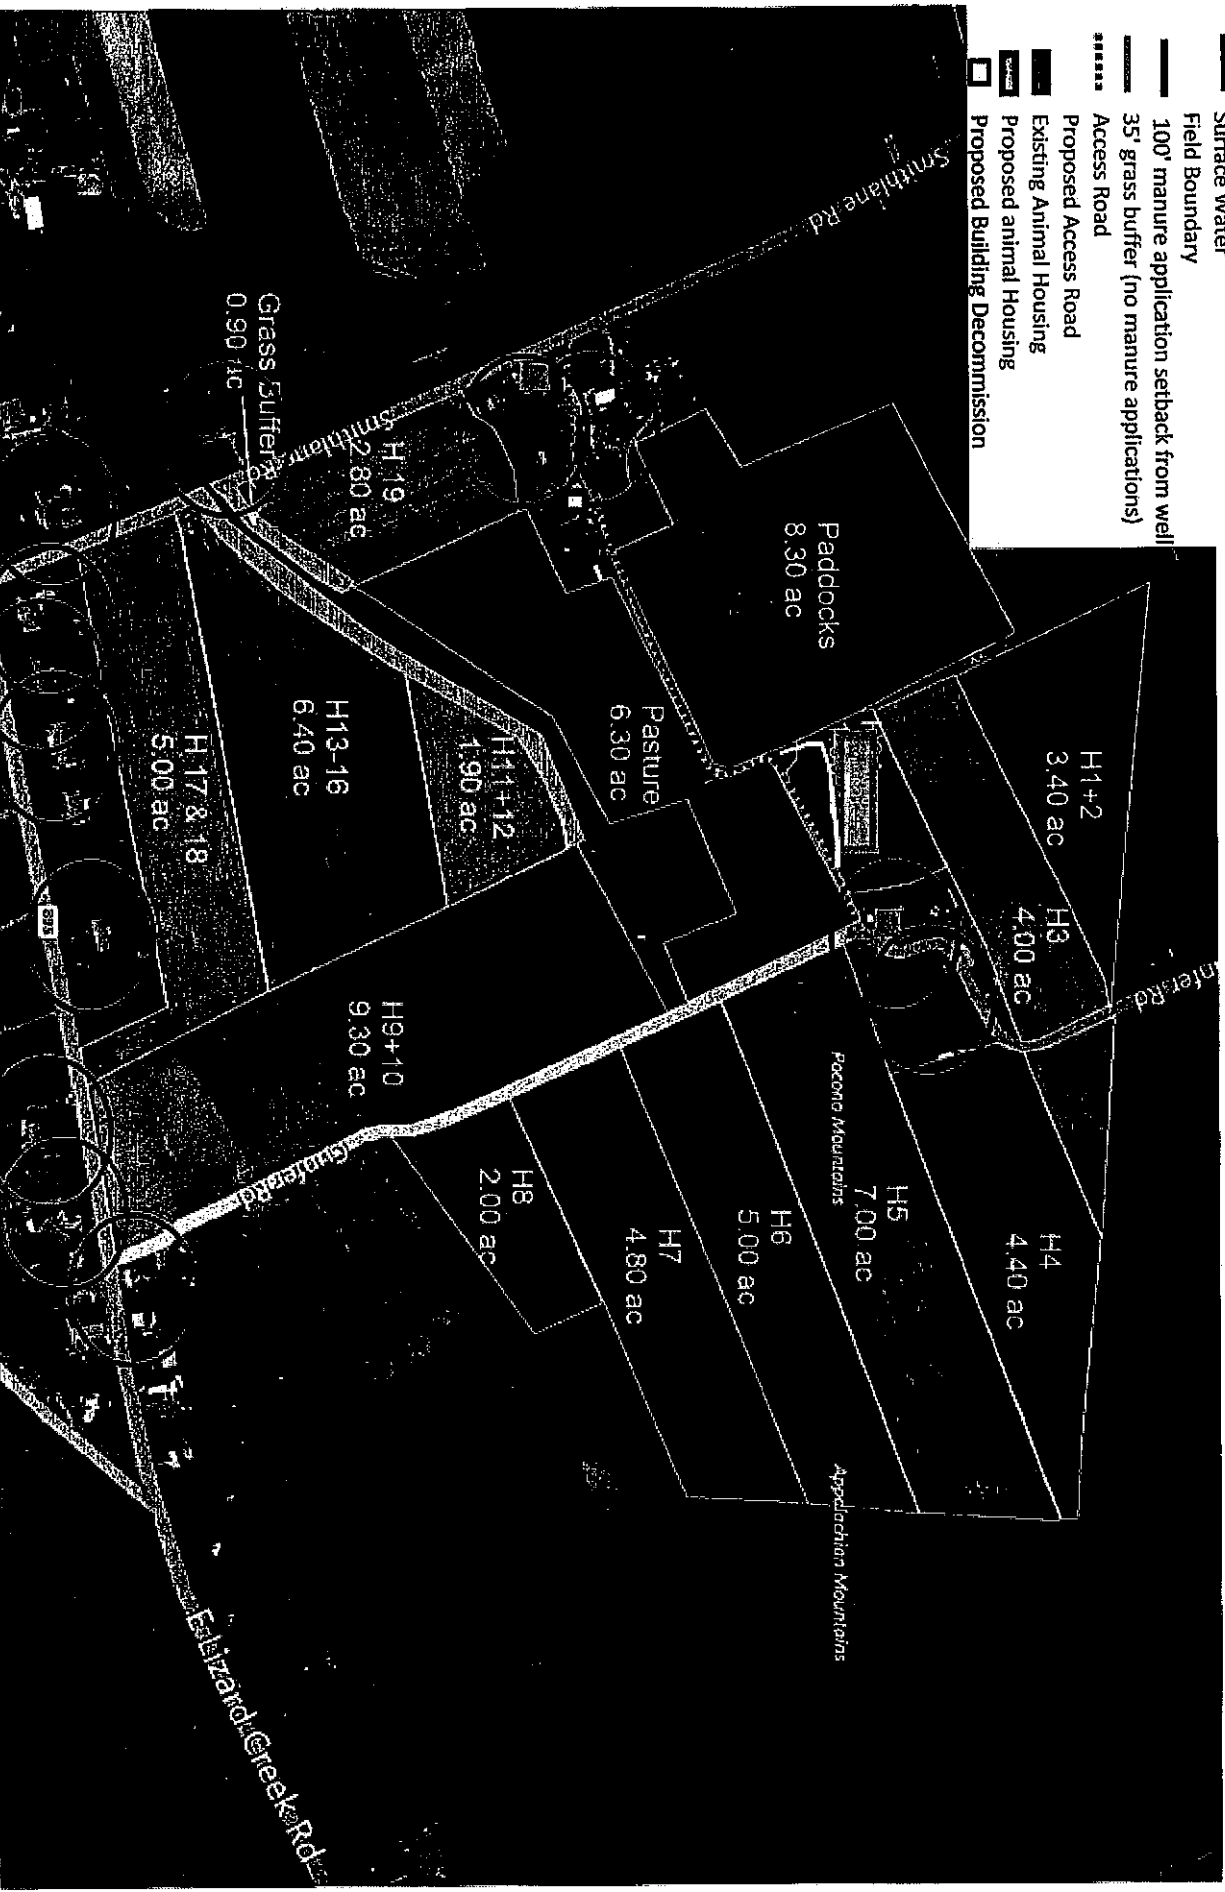 Surface Water
Field Boundary
100' manure application setback from well
35' grass buffer (no manure applications)
Access Road
Proposed Access Road
Existing Animal Housing
Proposed animal Housing
Proposed Building Decommission
Smithlane Rd
H1+2
3.40 ac
H3
4.00 ac
H4
4.40 ac
H5
7.00 ac
Pocono Mountains
Appalachian Mountains
Paddocks
8.30 ac
H6
5.00 ac
Pasture
6.30 ac
H7
4.80 ac
H8
2.00 ac
H11+12
1.90 ac
H 19
2.80 ac
Smithlane Rd
H9+10
9.30 ac
H13-16
6.40 ac
Grass Buffer
0.90 ac
H 17 & 18
5.00 ac
895
E Lizard Creek Rd